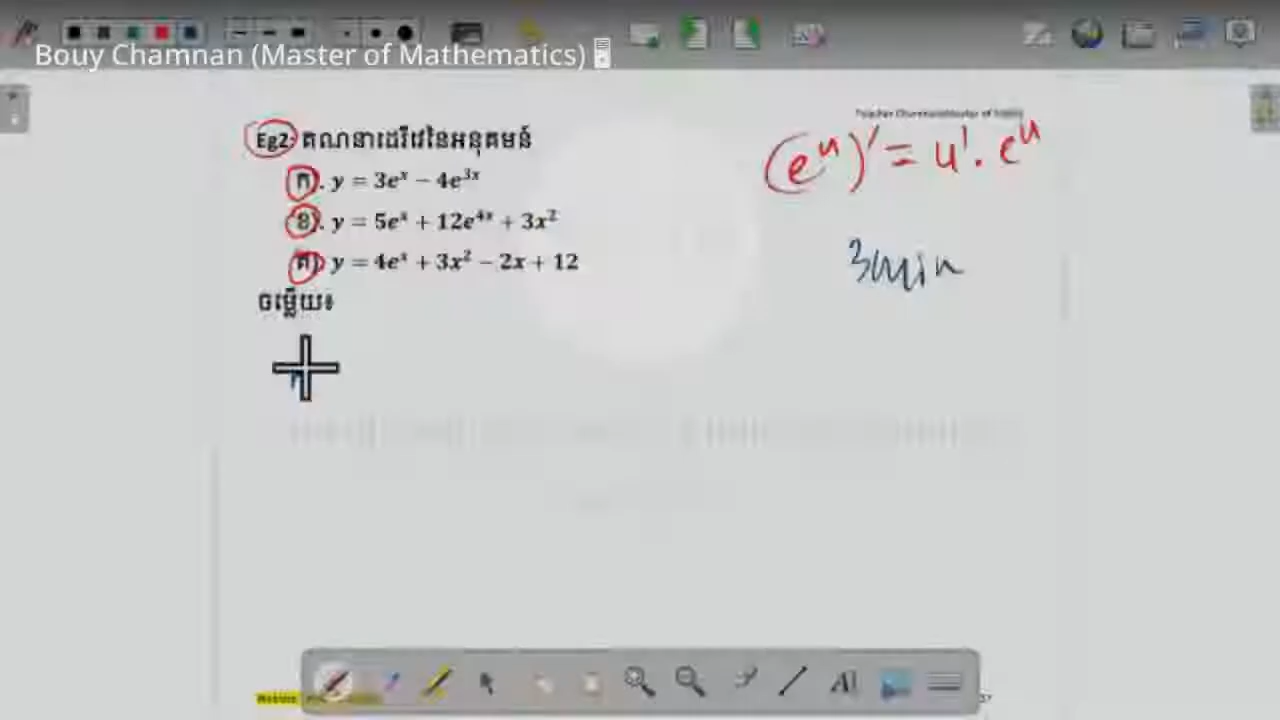 Bouy Chamnan (Master of Mathematics)
Eg2: គណនាដេរីវេនៃអនុគមន៍
ក). y = 3eˣ − 4e³ˣ
ខ). y = 5eˣ + 12e⁴ˣ + 3x²
គ). y = 4eˣ + 3x² − 2x + 12
ចម្លើយ៖
(eᵘ)' = u'. eᵘ
3min